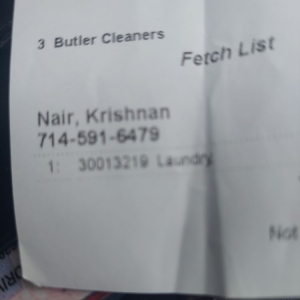 3 Butler Cleaners
Fetch List
Nair, Krishnan
714-591-6479
1: 30013219 Laundry
Not